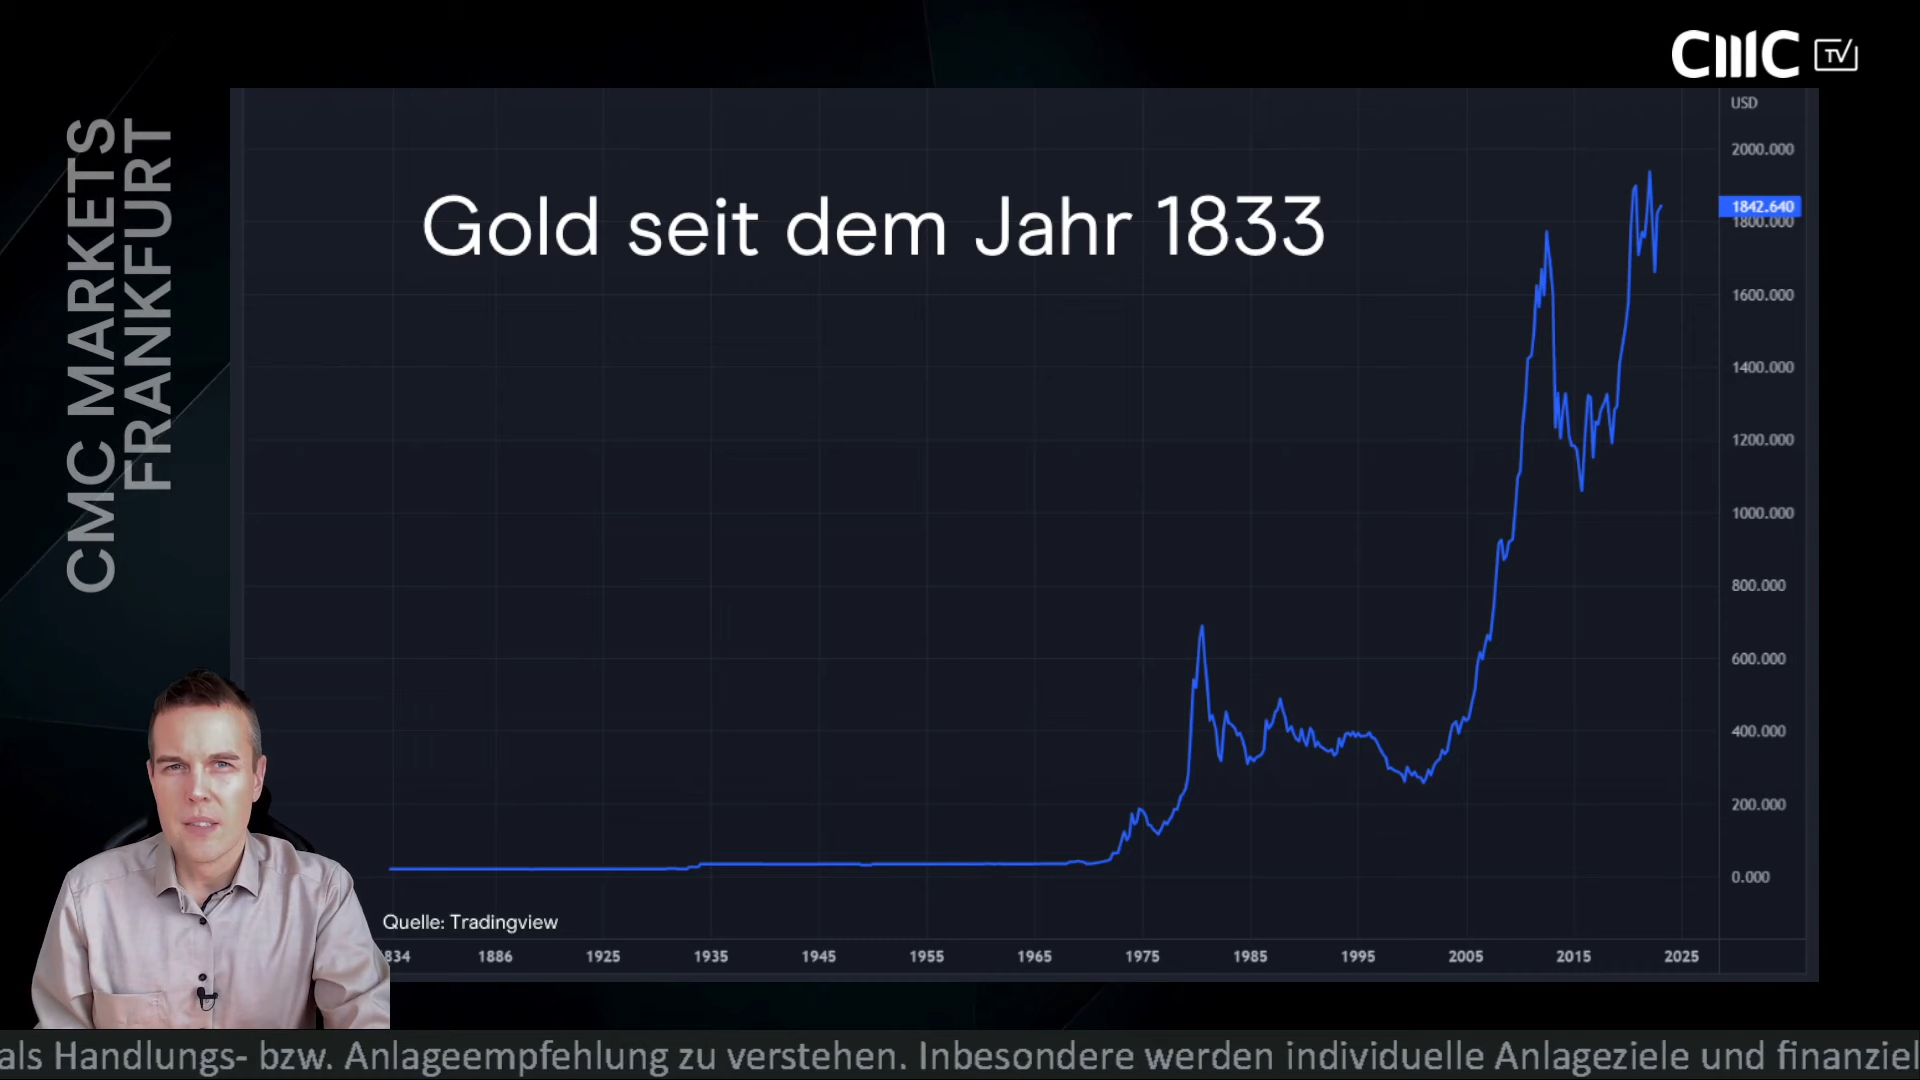 CMC TV
CMC MARKETS
FRANKFURT
Gold seit dem Jahr 1833
USD
2000.000
1842.640
1800.000
1600.000
1400.000
1200.000
1000.000
800.000
600.000
400.000
200.000
0.000
Quelle: Tradingview
834 1886 1925 1935 1945 1955 1965 1975 1985 1995 2005 2015 2025
als Handlungs- bzw. Anlageempfehlung zu verstehen. Inbesondere werden individuelle Anlageziele und finanziel